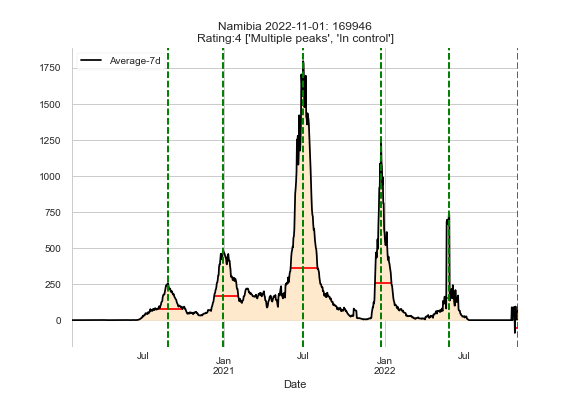 Namibia 2022-11-01: 169946
Rating:4 ['Multiple peaks', 'In control']
Average-7d
1750
1500
1250
1000
750
500
250
0
Jul
Jan
2021
Jul
Jan
2022
Jul
Date